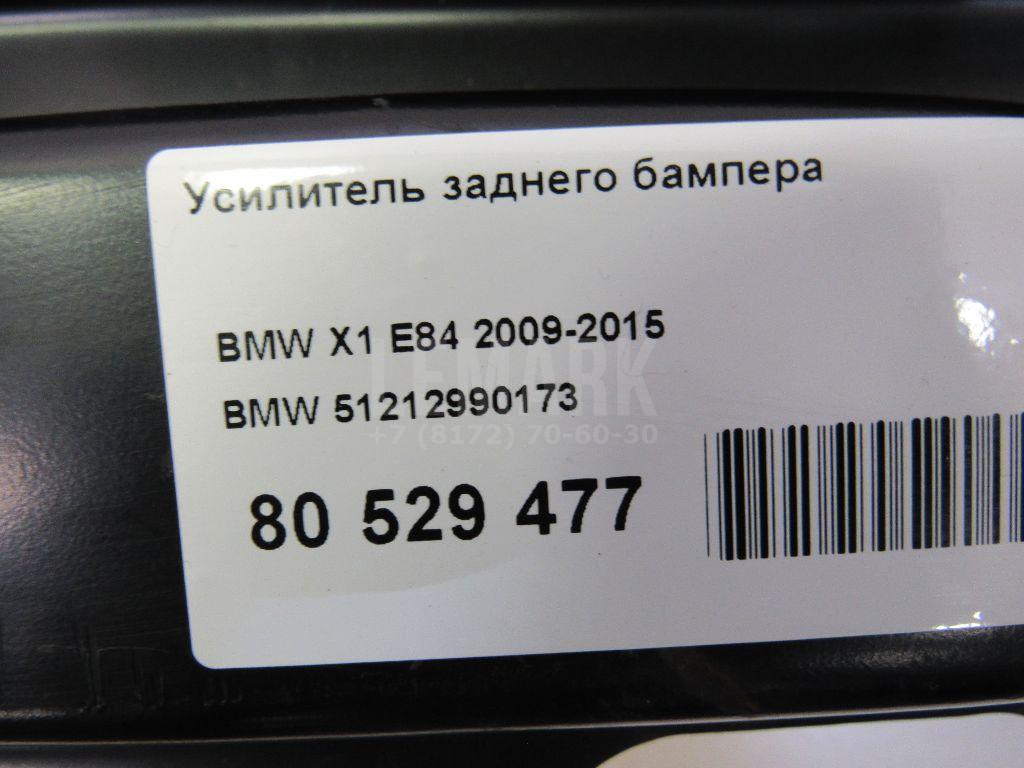 Усилитель заднего бампера
BMW X1 E84 2009-2015
LEMARK
BMW 51212990173
+7 (8172) 70-60-30
80 529 477